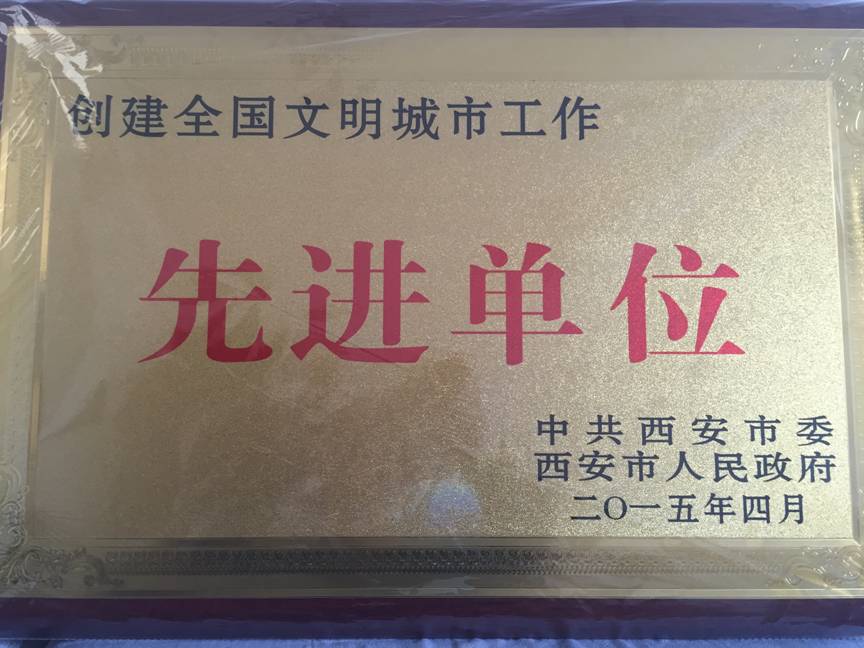 创建全国文明城市工作
先进单位
中共西安市委
西安市人民政府
二〇一五年四月